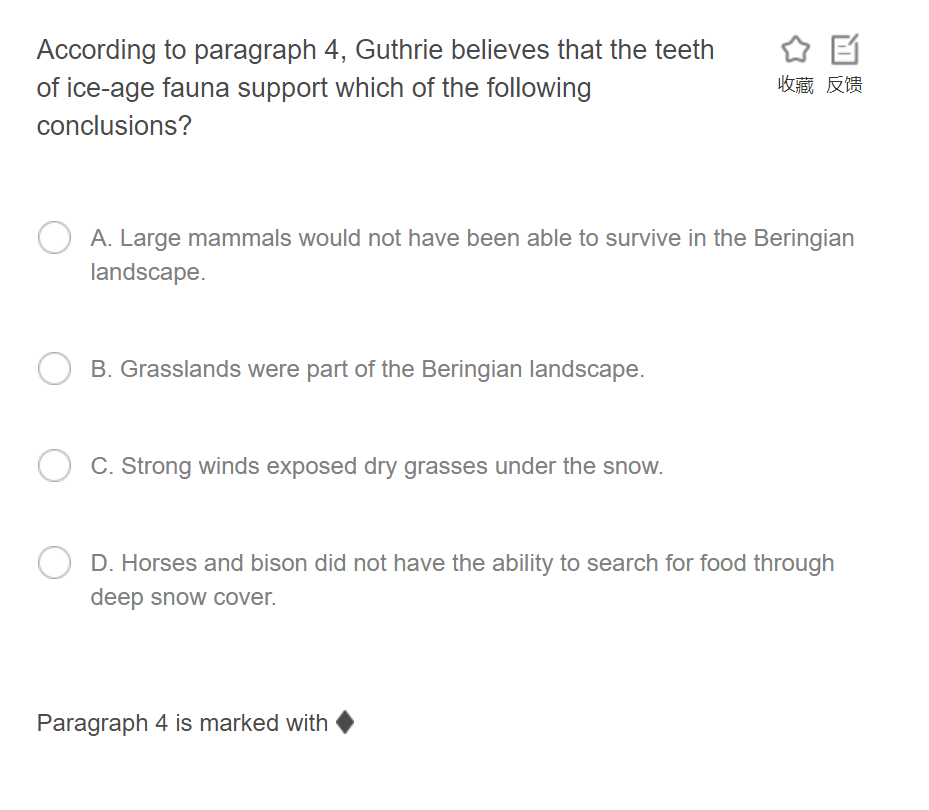 According to paragraph 4, Guthrie believes that the teeth
of ice-age fauna support which of the following
conclusions?
收藏 反馈
A. Large mammals would not have been able to survive in the Beringian
landscape.
B. Grasslands were part of the Beringian landscape.
C. Strong winds exposed dry grasses under the snow.
D. Horses and bison did not have the ability to search for food through
deep snow cover.
Paragraph 4 is marked with ♦